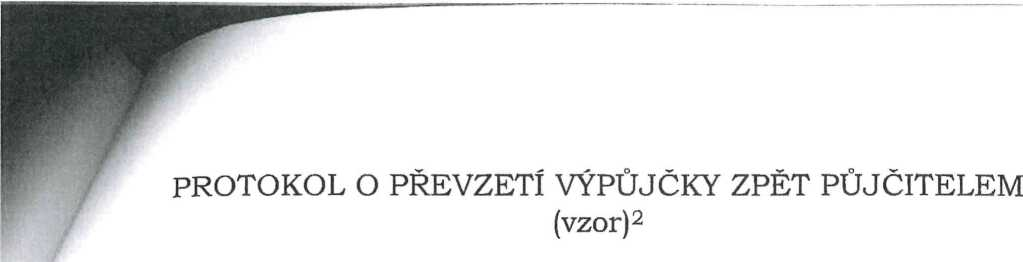 PROTOKOL O PŘEVZETÍ VÝPŮJČKY ZPĚT PŮJČITELEM
(vzor)²